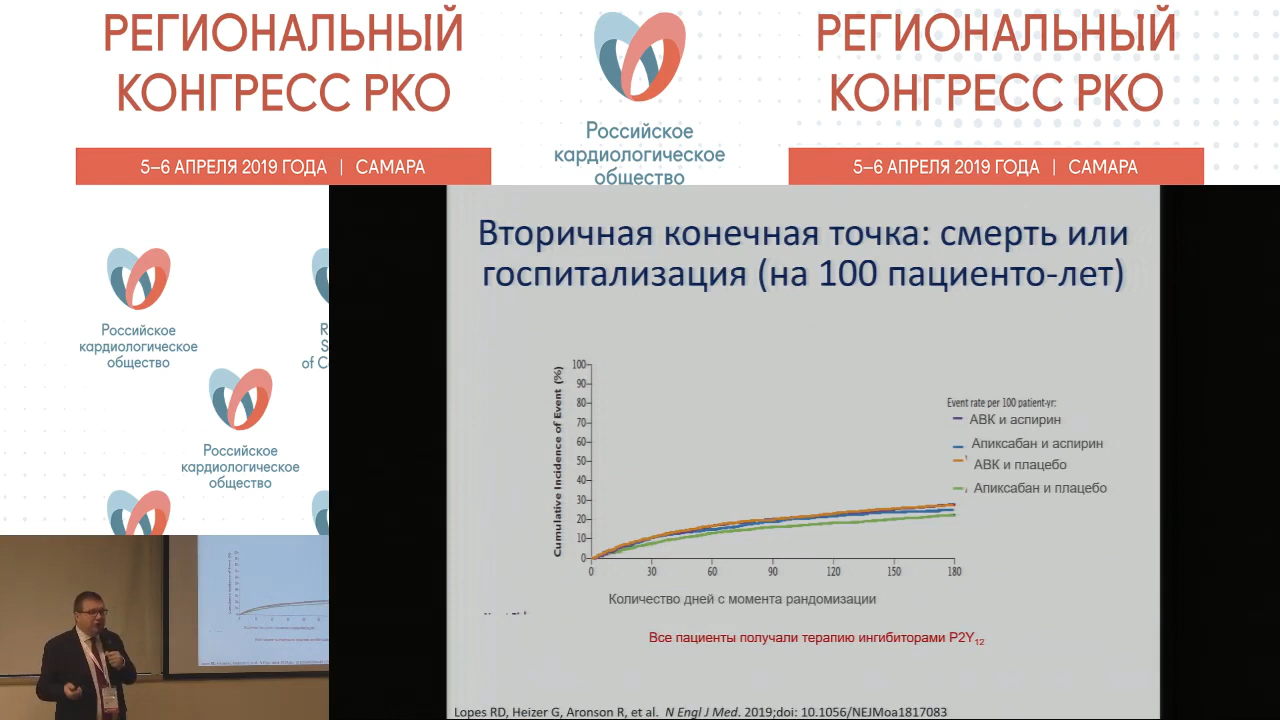 РЕГИОНАЛЬНЫЙ
КОНГРЕСС РКО
5–6 АПРЕЛЯ 2019 ГОДА | САМАРА
Российское
кардиологическое
общество
РЕГИОНАЛЬНЫЙ
КОНГРЕСС РКО
5–6 АПРЕЛЯ 2019 ГОДА | САМАРА
Российское
кардиологическое
общество
R
S
of C
Российское
кардиологическое
общество
Вторичная конечная точка: смерть или
госпитализация (на 100 пациенто-лет)
Cumulative Incidence of Event (%)
100
90
80
70
60
50
40
30
20
10
0
0 30 60 90 120 150 180
Количество дней с момента рандомизации
Event rate per 100 patient-yr:
АВК и аспирин
Апиксабан и аспирин
АВК и плацебо
Апиксабан и плацебо
Все пациенты получали терапию ингибиторами P2Y12
Lopes RD, Heizer G, Aronson R, et al. N Engl J Med. 2019;doi: 10.1056/NEJMoa1817083